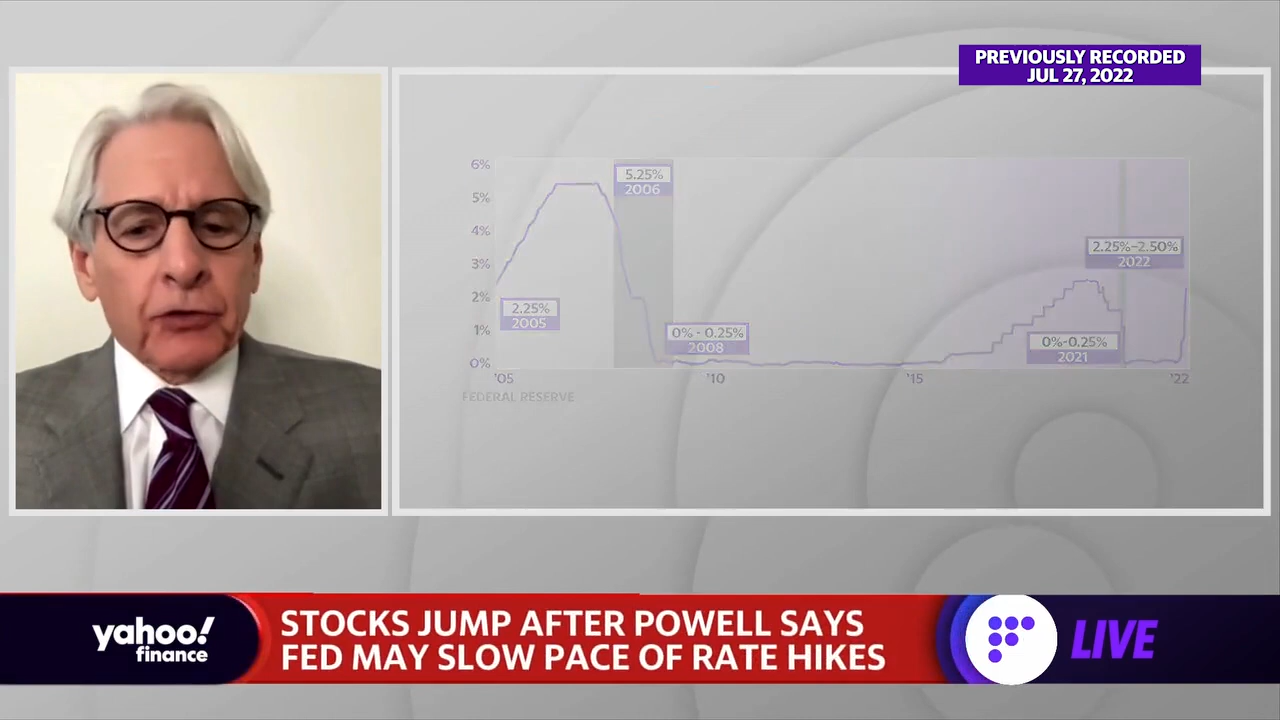 PREVIOUSLY RECORDED
JUL 27, 2022
6%
5%
4%
3%
2%
1%
0%
5.25%
2006
2.25%
2005
0% - 0.25%
2008
2.25%-2.50%
2022
0%-0.25%
2021
'05
'10
'15
'22
FEDERAL RESERVE
yahoo!
finance
STOCKS JUMP AFTER POWELL SAYS
FED MAY SLOW PACE OF RATE HIKES
LIVE